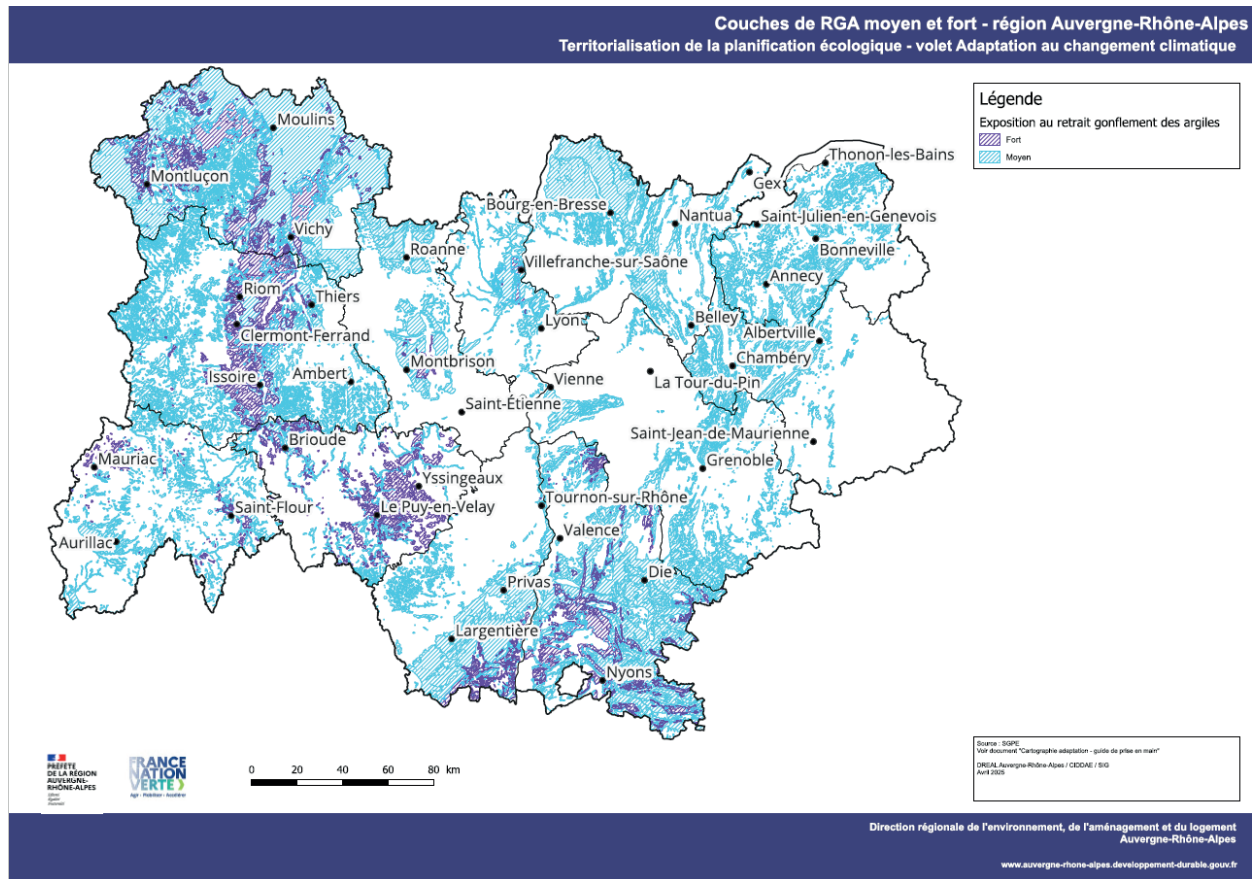 Couches de RGA moyen et fort - région Auvergne-Rhône-Alpes
Territorialisation de la planification écologique - volet Adaptation au changement climatique
Légende
Exposition au retrait gonflement des argiles
Fort
Moyen
Moulins
Montluçon
Vichy
Thonon-les-Bains
Gex
Bourg-en-Bresse
Nantua
Saint-Julien-en-Genevois
Bonneville
Roanne
Villefranche-sur-Saône
Annecy
Riom
Thiers
Clermont-Ferrand
Lyon
Belley
Albertville
Chambéry
Montbrison
Issoire
Ambert
Vienne
La Tour-du-Pin
Saint-Étienne
Saint-Jean-de-Maurienne
Brioude
Grenoble
Mauriac
Yssingeaux
Saint-Flour
Le Puy-en-Velay
Tournon-sur-Rhône
Aurillac
Valence
Die
Privas
Largentière
Nyons
PRÉFÈTE
DE LA RÉGION
AUVERGNE-
RHÔNE-ALPES
Liberté
Égalité
Fraternité
FRANCE
NATION
VERTE
Agir • Mobiliser • Accélérer
0 20 40 60 80 km
Source : SGPE
Voir document "Cartographie adaptation - guide de prise en main"
DREAL Auvergne-Rhône-Alpes / CIDDAE / SIG
Avril 2025
Direction régionale de l'environnement, de l'aménagement et du logement
Auvergne-Rhône-Alpes
www.auvergne-rhone-alpes.developpement-durable.gouv.fr